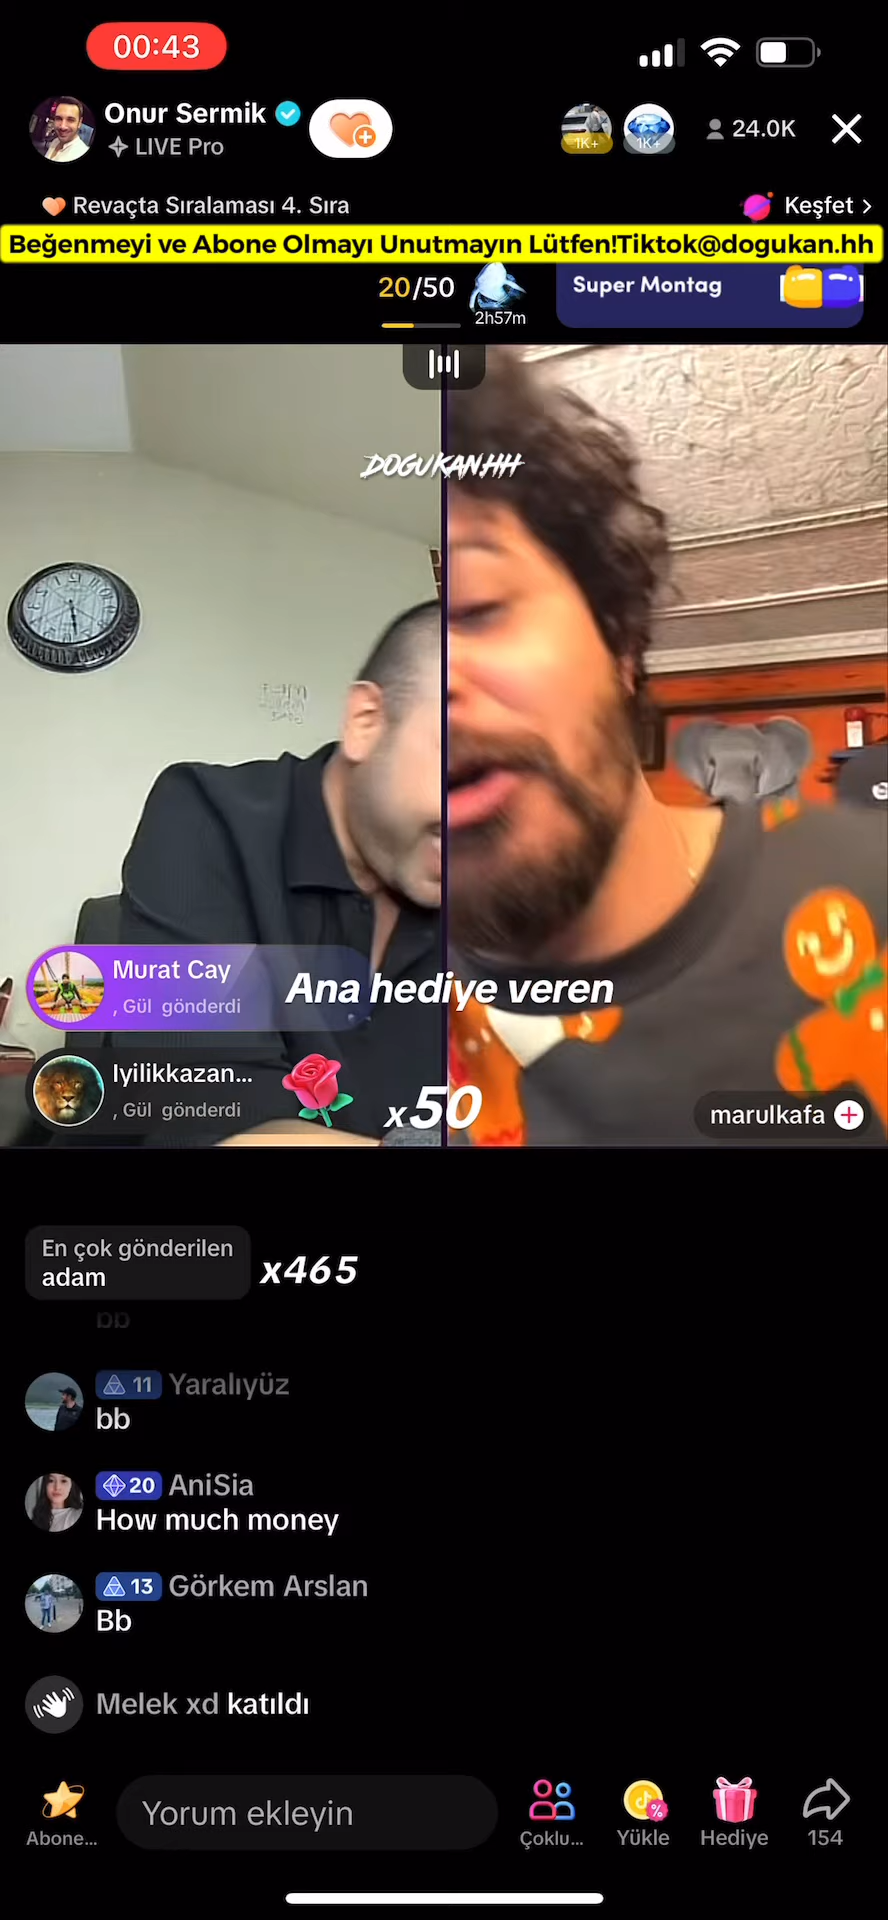 00:43
Onur Sermik
LIVE Pro
1K+
1K+
24.0K
Revaçta Sıralaması 4. Sıra
Keşfet >
Beğenmeyi ve Abone Olmayı Unutmayın Lütfen!Tiktok@dogukan.hh
20/50
2h57m
Super Montag
DOGUKAN.HH
Murat Cay
, Gül gönderdi
Ana hediye veren
Iyilikkazan...
, Gül gönderdi
x50
marulkafa
En çok gönderilen
adam
x465
bb
11 Yaralıyüz
bb
20 AniSia
How much money
13 Görkem Arslan
Bb
Melek xd katıldı
Abone...
Yorum ekleyin
Çoklu...
Yükle
Hediye
154